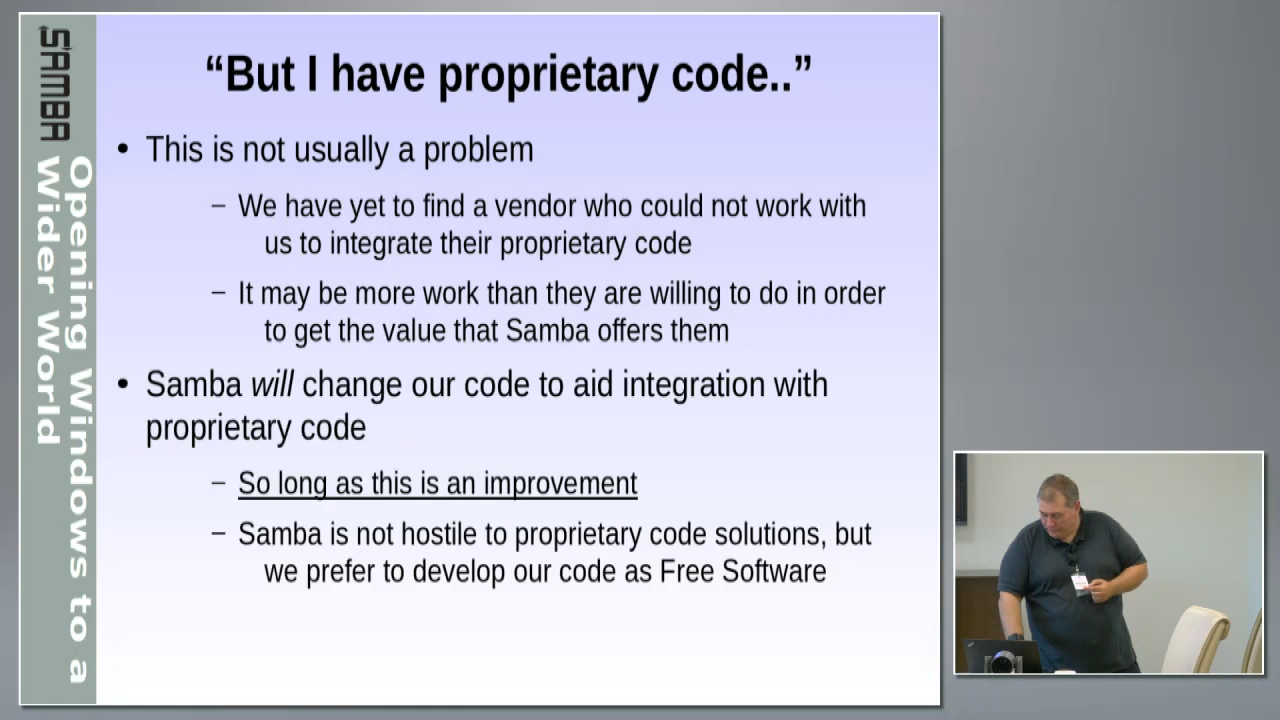 SAMBA
Opening Windows to a
Wider World
“But I have proprietary code..”
• This is not usually a problem
– We have yet to find a vendor who could not work with
us to integrate their proprietary code
– It may be more work than they are willing to do in order
to get the value that Samba offers them
• Samba will change our code to aid integration with
proprietary code
– So long as this is an improvement
– Samba is not hostile to proprietary code solutions, but
we prefer to develop our code as Free Software